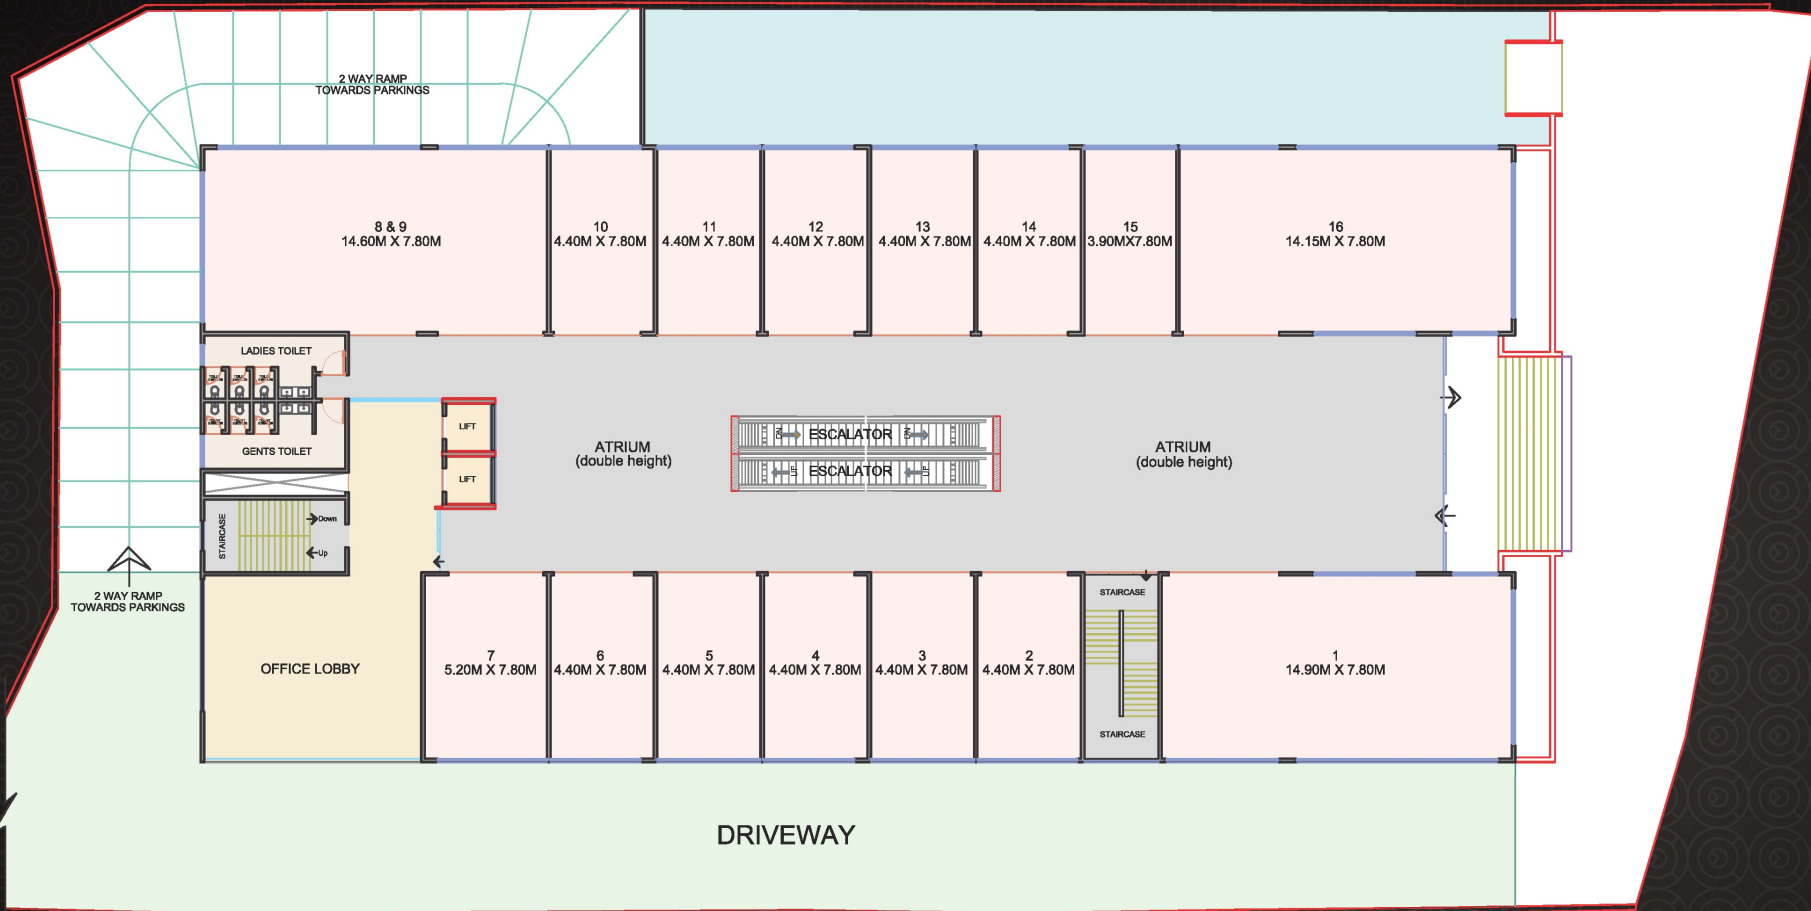 2 WAY RAMP
TOWARDS PARKINGS
8 & 9
14.60M X 7.80M
10
4.40M X 7.80M
11
4.40M X 7.80M
12
4.40M X 7.80M
13
4.40M X 7.80M
14
4.40M X 7.80M
15
3.90MX7.80M
16
14.15M X 7.80M
LADIES TOILET
GENTS TOILET
LIFT
LIFT
ATRIUM
(double height)
DN
ESCALATOR
DN
UP
ESCALATOR
UP
ATRIUM
(double height)
STAIRCASE
Down
Up
2 WAY RAMP
TOWARDS PARKINGS
OFFICE LOBBY
7
5.20M X 7.80M
6
4.40M X 7.80M
5
4.40M X 7.80M
4
4.40M X 7.80M
3
4.40M X 7.80M
2
4.40M X 7.80M
STAIRCASE
STAIRCASE
1
14.90M X 7.80M
DRIVEWAY